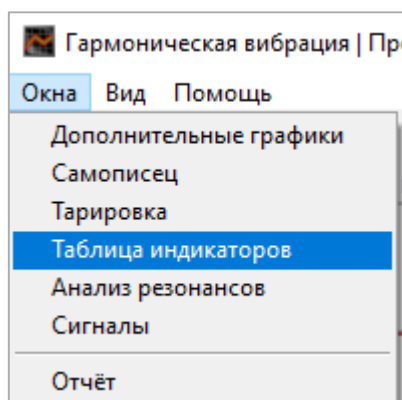 Гармоническая вибрация | Пр
Окна Вид Помощь
Дополнительные графики
Самописец
Тарировка
Таблица индикаторов
Анализ резонансов
Сигналы
Отчёт